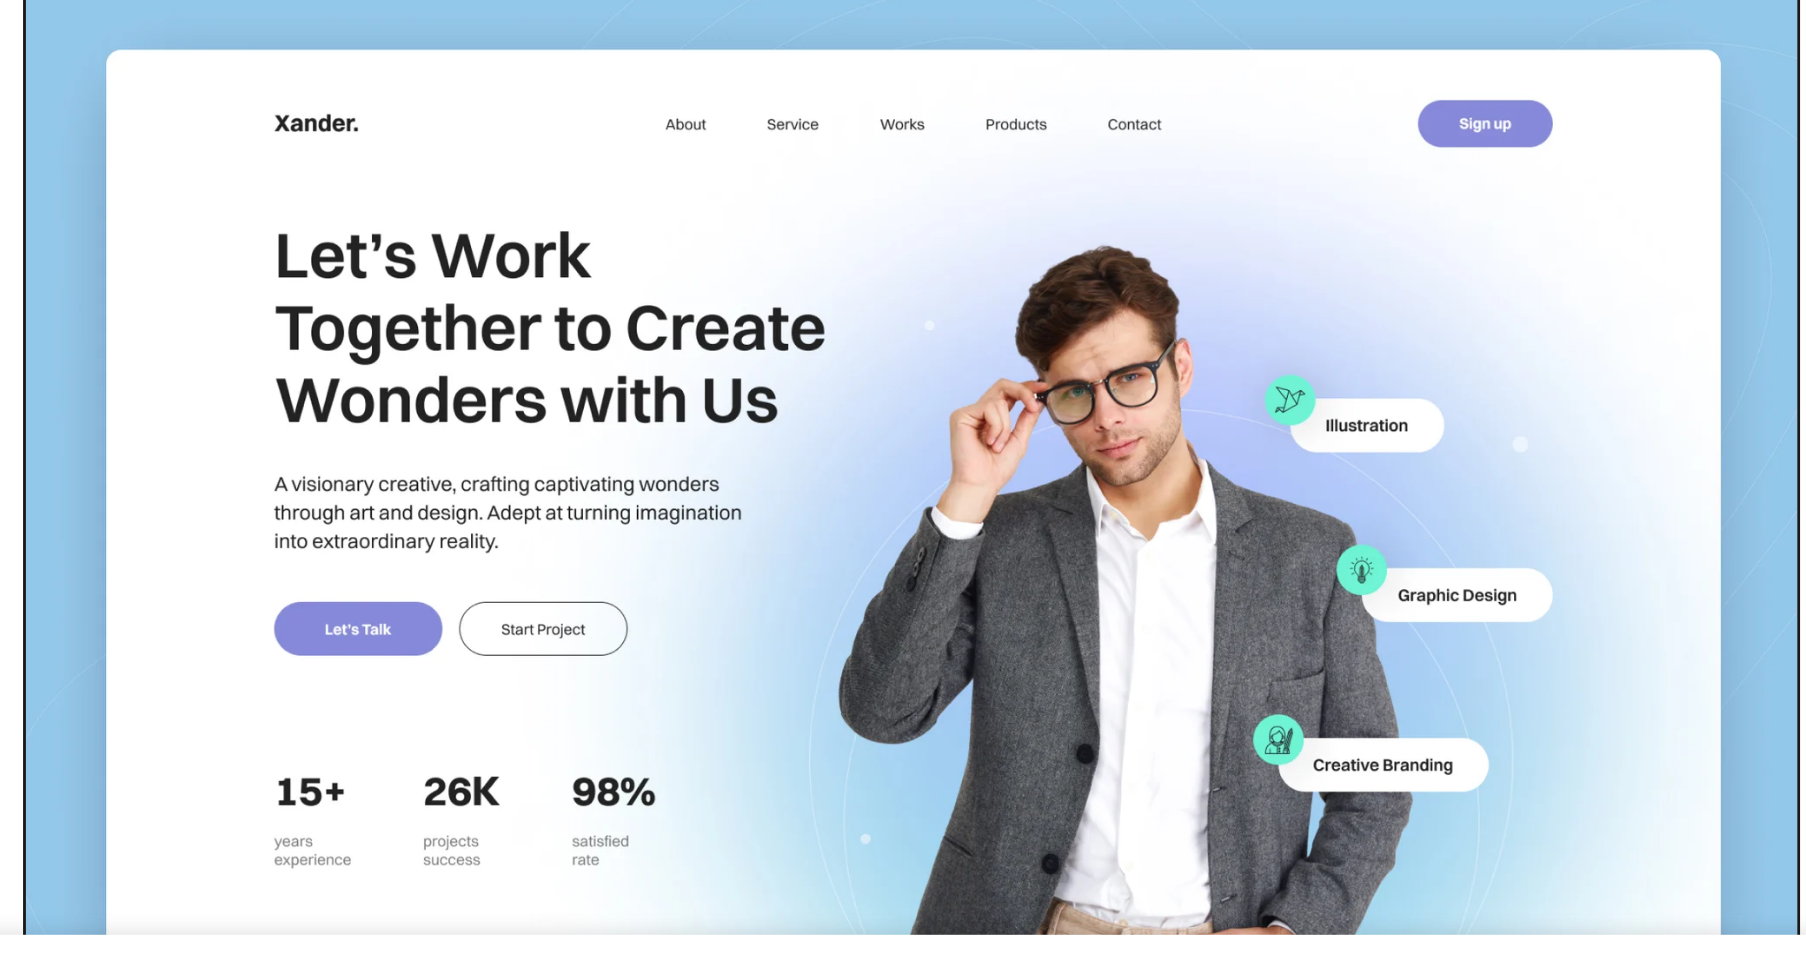 Xander.
About
Service
Works
Products
Contact
Sign up
Let’s Work
Together to Create
Wonders with Us
A visionary creative, crafting captivating wonders
through art and design. Adept at turning imagination
into extraordinary reality.
Let’s Talk
Start Project
15+
years
experience
26K
projects
success
98%
satisfied
rate
Illustration
Graphic Design
Creative Branding